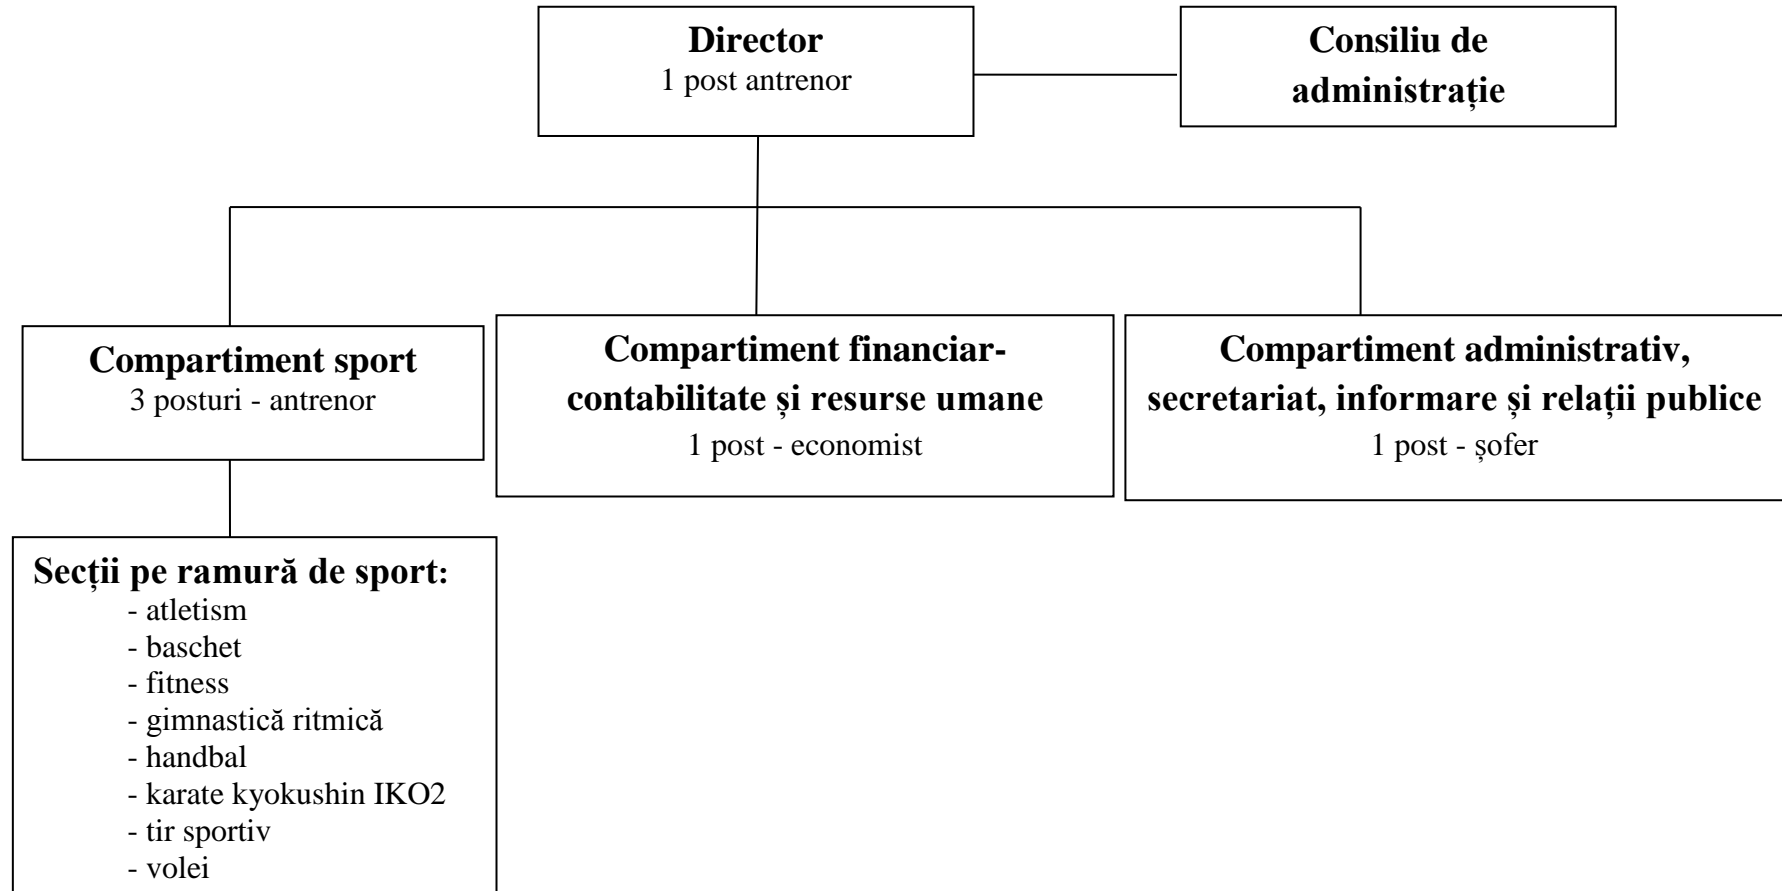 Director
1 post antrenor
Consiliu de
administrație
Compartiment sport
3 posturi - antrenor
Compartiment financiar-
contabilitate și resurse umane
1 post - economist
Compartiment administrativ,
secretariat, informare și relații publice
1 post - șofer
Secții pe ramură de sport:
- atletism
- baschet
- fitness
- gimnastică ritmică
- handbal
- karate kyokushin IKO2
- tir sportiv
- volei